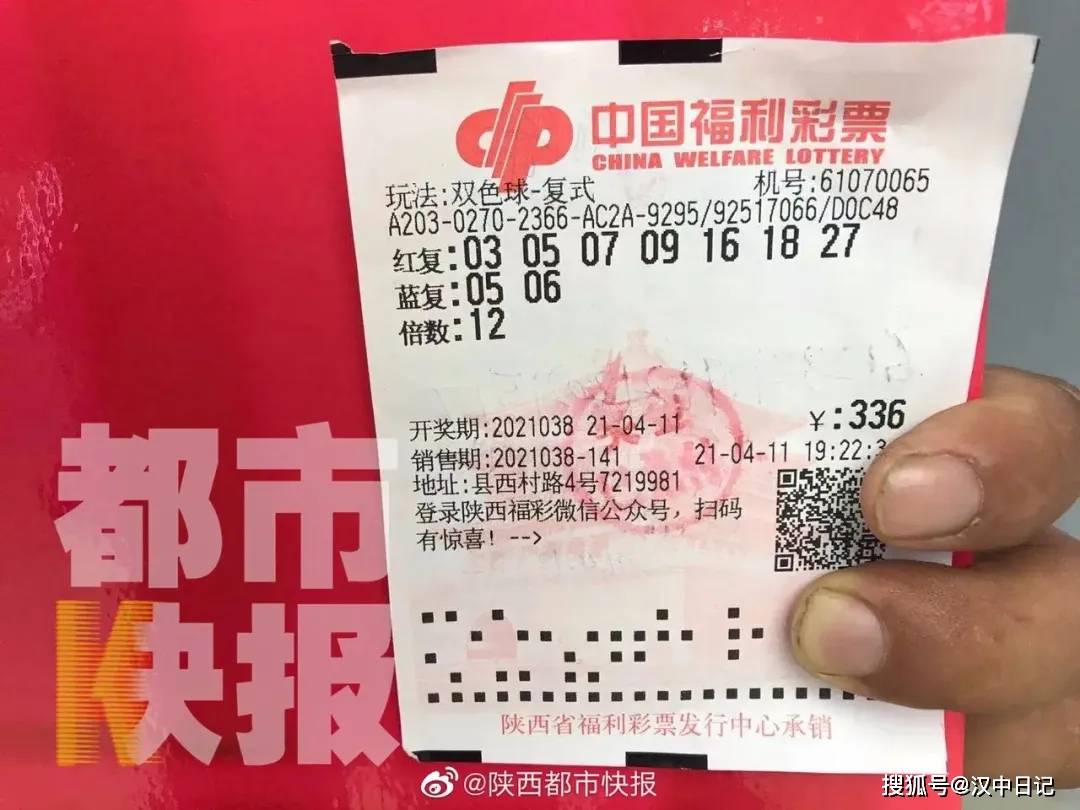 中国福利彩票
CHINA WELFARE LOTTERY
玩法:双色球-复式 机号:61070065
A203-0270-2366-AC2A-9295/92517066/D0C48
红复:03 05 07 09 16 18 27
蓝复:05 06
倍数:12
开奖期:2021038 21-04-11 ￥:336
销售期:2021038-141 21-04-11 19:22:3
地址:县西村路4号7219981
登录陕西福彩微信公众号，扫码
有惊喜！-->
陕西省福利彩票发行中心承销
都市
快报
@陕西都市快报
搜狐号@汉中日记